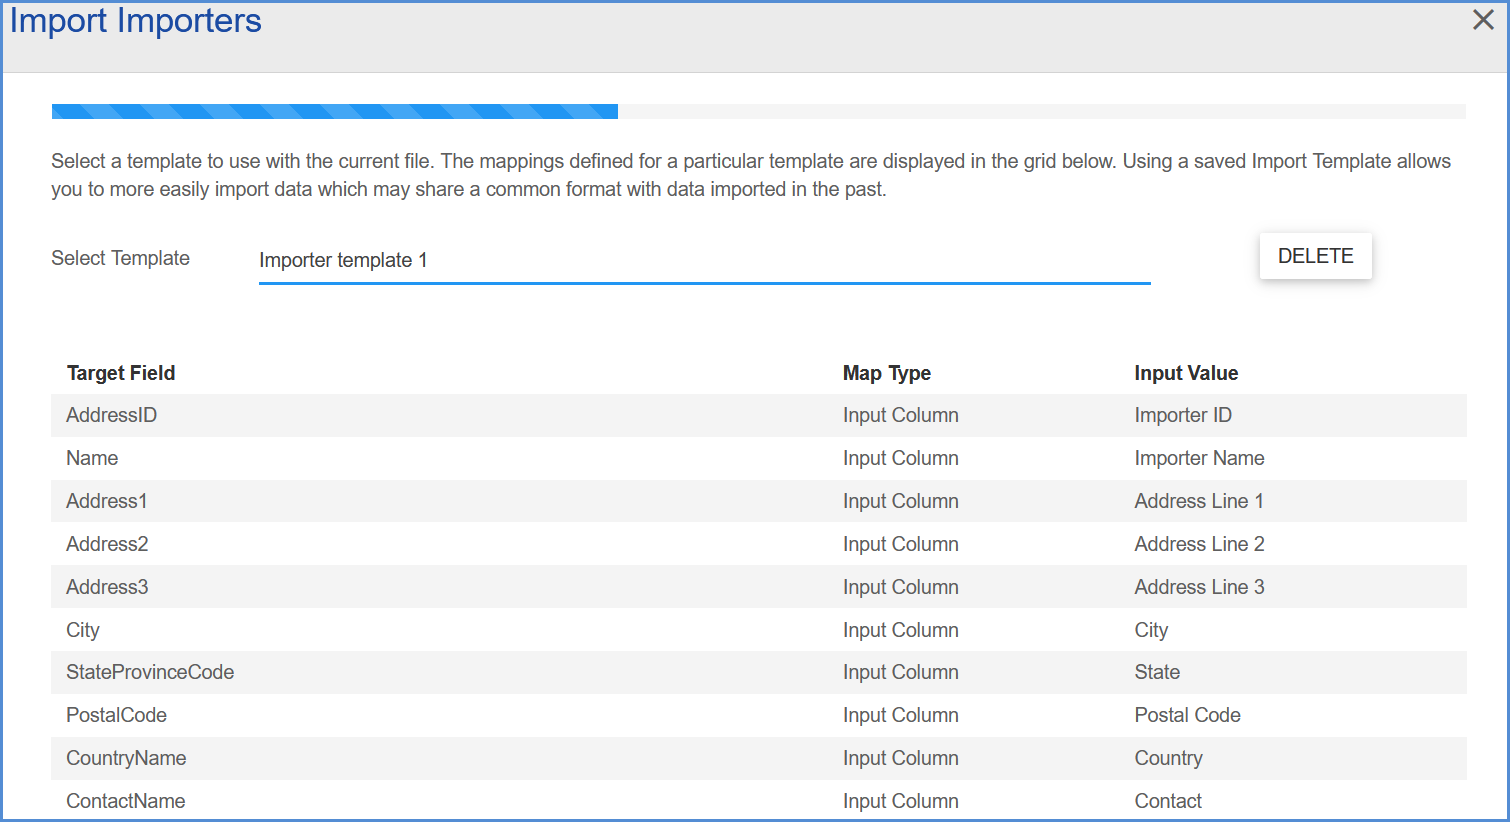 Import Importers
Select a template to use with the current file. The mappings defined for a particular template are displayed in the grid below. Using a saved Import Template allows
you to more easily import data which may share a common format with data imported in the past.
Select Template Importer template 1 DELETE
Target Field Map Type Input Value
AddressID Input Column Importer ID
Name Input Column Importer Name
Address1 Input Column Address Line 1
Address2 Input Column Address Line 2
Address3 Input Column Address Line 3
City Input Column City
StateProvinceCode Input Column State
PostalCode Input Column Postal Code
CountryName Input Column Country
ContactName Input Column Contact